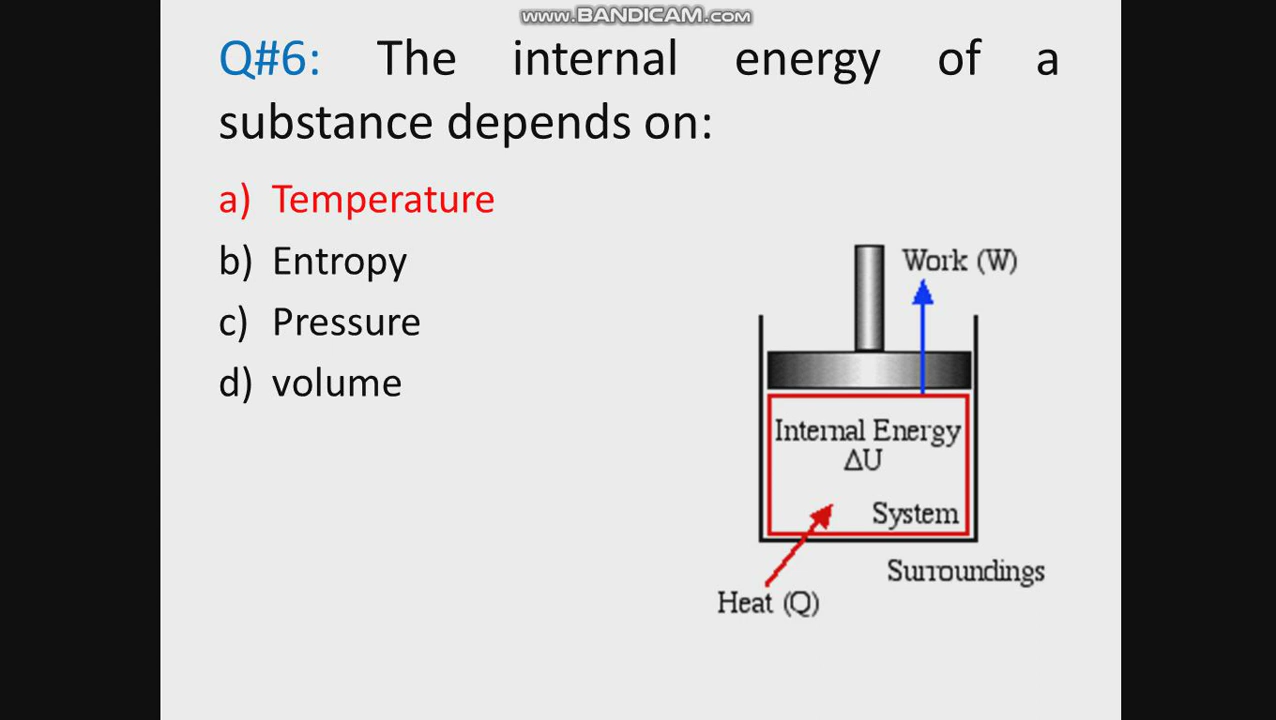 www.BANDICAM.com
Q#6: The internal energy of a
substance depends on:
a) Temperature
b) Entropy
c) Pressure
d) volume
Work (W)
Internal Energy
ΔU
System
Surroundings
Heat (Q)